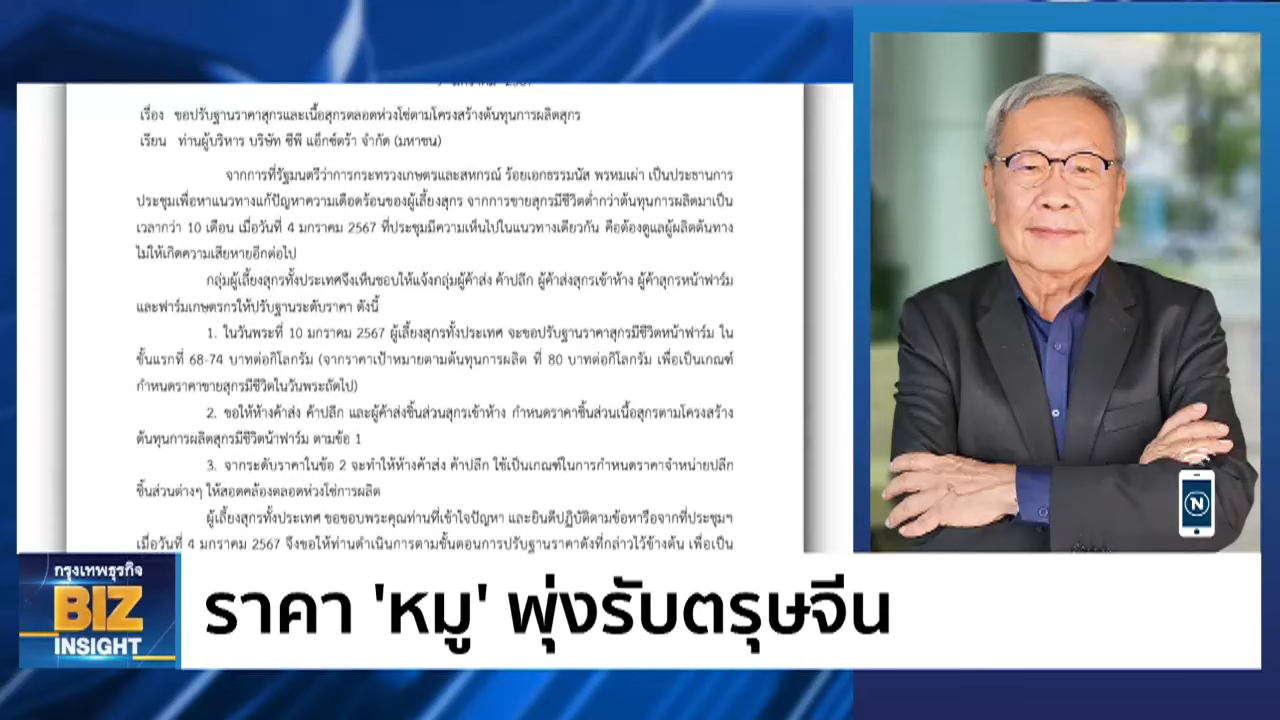 เรื่อง ขอปรับฐานราคาสุกรและเนื้อสุกรตลอดห่วงโซ่ตามโครงสร้างต้นทุนการผลิตสุกร
เรียน ท่านผู้บริหาร บริษัท ซีพี แอ็กซ์ตร้า จำกัด (มหาชน)
จากการที่รัฐมนตรีว่าการกระทรวงเกษตรและสหกรณ์ ร้อยเอกธรรมนัส พรหมเผ่า เป็นประธานการ
ประชุมเพื่อหาแนวทางแก้ปัญหาความเดือดร้อนของผู้เลี้ยงสุกร จากการขายสุกรมีชีวิตต่ำกว่าต้นทุนการผลิตมาเป็น
เวลากว่า 10 เดือน เมื่อวันที่ 4 มกราคม 2567 ที่ประชุมมีความเห็นไปในแนวทางเดียวกัน คือต้องดูแลผู้ผลิตต้นทาง
ไม่ให้เกิดความเสียหายอีกต่อไป
กลุ่มผู้เลี้ยงสุกรทั้งประเทศจึงเห็นชอบให้แจ้งกลุ่มผู้ค้าส่ง ค้าปลีก ผู้ค้าส่งสุกรเข้าห้าง ผู้ค้าสุกรหน้าฟาร์ม
และฟาร์มเกษตรกรให้ปรับฐานระดับราคา ดังนี้
1. ในวันพระที่ 10 มกราคม 2567 ผู้เลี้ยงสุกรทั้งประเทศ จะขอปรับฐานราคาสุกรมีชีวิตหน้าฟาร์ม ใน
ขั้นแรกที่ 68-74 บาทต่อกิโลกรัม (จากราคาเป้าหมายตามต้นทุนการผลิต ที่ 80 บาทต่อกิโลกรัม เพื่อเป็นเกณฑ์
กำหนดราคาขายสุกรมีชีวิตในวันพระถัดไป)
2. ขอให้ห้างค้าส่ง ค้าปลีก และผู้ค้าส่งชิ้นส่วนสุกรเข้าห้าง กำหนดราคาชิ้นส่วนเนื้อสุกรตามโครงสร้าง
ต้นทุนการผลิตสุกรมีชีวิตน้าฟาร์ม ตามข้อ 1
3. จากระดับราคาในข้อ 2 จะทำให้ห้างค้าส่ง ค้าปลีก ใช้เป็นเกณฑ์ในการกำหนดราคาจำหน่ายปลีก
ชิ้นส่วนต่างๆ ให้สอดคล้องตลอดห่วงโซ่การผลิต
ผู้เลี้ยงสุกรทั้งประเทศ ขอขอบพระคุณท่านที่เข้าใจปัญหา และยินดีปฏิบัติตามข้อหารือจากที่ประชุมฯ
เมื่อวันที่ 4 มกราคม 2567 จึงขอให้ท่านดำเนินการตามขั้นตอนการปรับฐานราคาดังที่กล่าวไว้ข้างต้น เพื่อเป็น
N
กรุงเทพธุรกิจ
BIZ
INSIGHT
ราคา 'หมู' พุ่งรับตรุษจีน